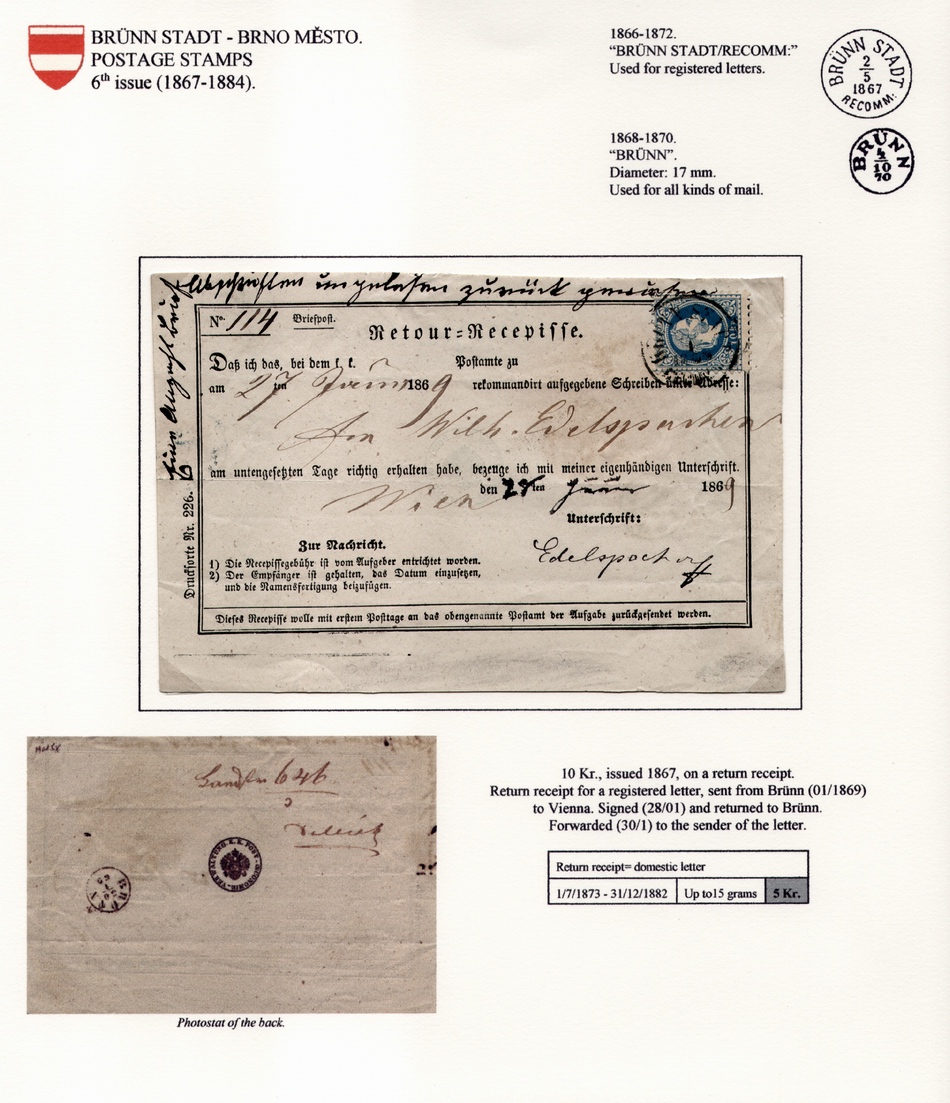 BRÜNN STADT - BRNO MĚSTO.
POSTAGE STAMPS
6th issue (1867-1884).
1866-1872.
“BRÜNN STADT/RECOMM:”
Used for registered letters.
BRÜNN STADT
2
5
1867
RECOMM:
1868-1870.
“BRÜNN”.
Diameter: 17 mm.
Used for all kinds of mail.
BRÜNN
4
10
70
zurück
No. 114
Briefpost.
Retour=Recepisse.
Daß ich das, bei dem k. k. Postamte zu
am 27 im 1869 rekommandirt aufgegebene Schreiben unter Adresse:
An Wilh. Edelspacher
am untengesetzten Tage richtig erhalten habe, bezeuge ich mit meiner eigenhändigen Unterschrift.
Wien den 28ten 1869
Unterschrift:
Zur Nachricht.
1) Die Recepissegebühr ist vom Aufgeber entrichtet worden.
2) Der Empfänger ist gehalten, das Datum einzusetzen,
und die Namensfertigung beizufügen.
Dieses Recepisse wolle mit erstem Posttage an das obengenannte Postamt der Aufgabe zurückgesendet werden.
Druckforte Nr. 226.
BRÜNN
Photostat of the back.
10 Kr., issued 1867, on a return receipt.
Return receipt for a registered letter, sent from Brünn (01/1869)
to Vienna. Signed (28/01) and returned to Brünn.
Forwarded (30/1) to the sender of the letter.
Return receipt= domestic letter
1/7/1873 - 31/12/1882 Up to15 grams 5 Kr.